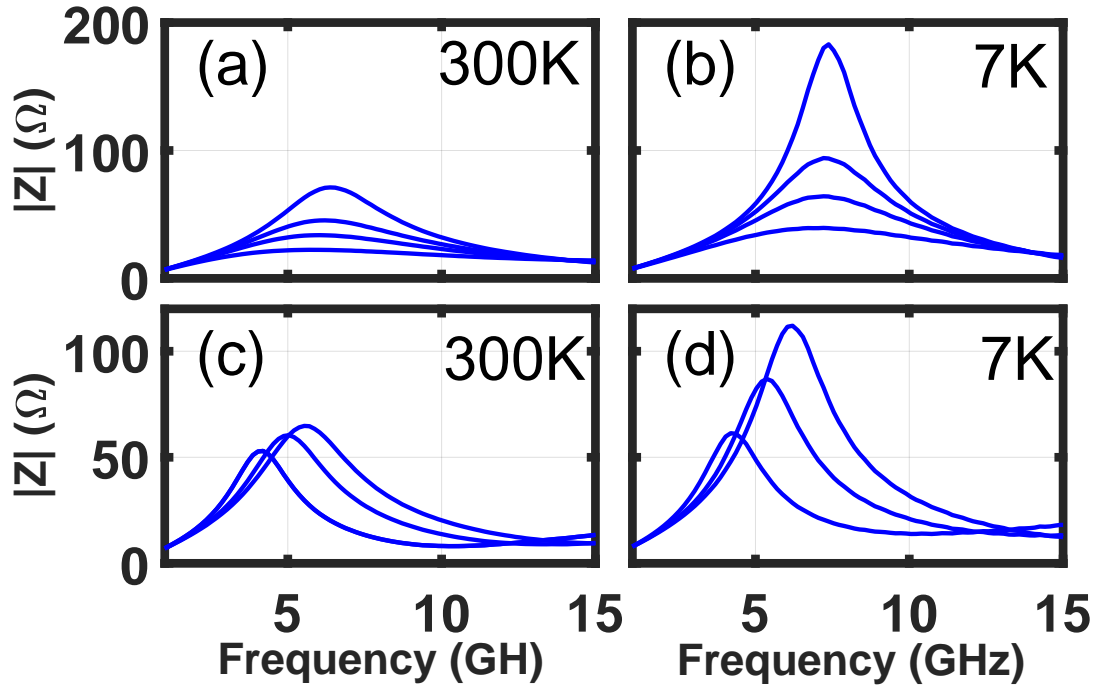 200
(a)
300K
(b)
7K
|Z| (Ω)
100
0
(c)
300K
(d)
7K
100
|Z| (Ω)
50
0
5
10
15
5
10
15
Frequency (GH)
Frequency (GHz)